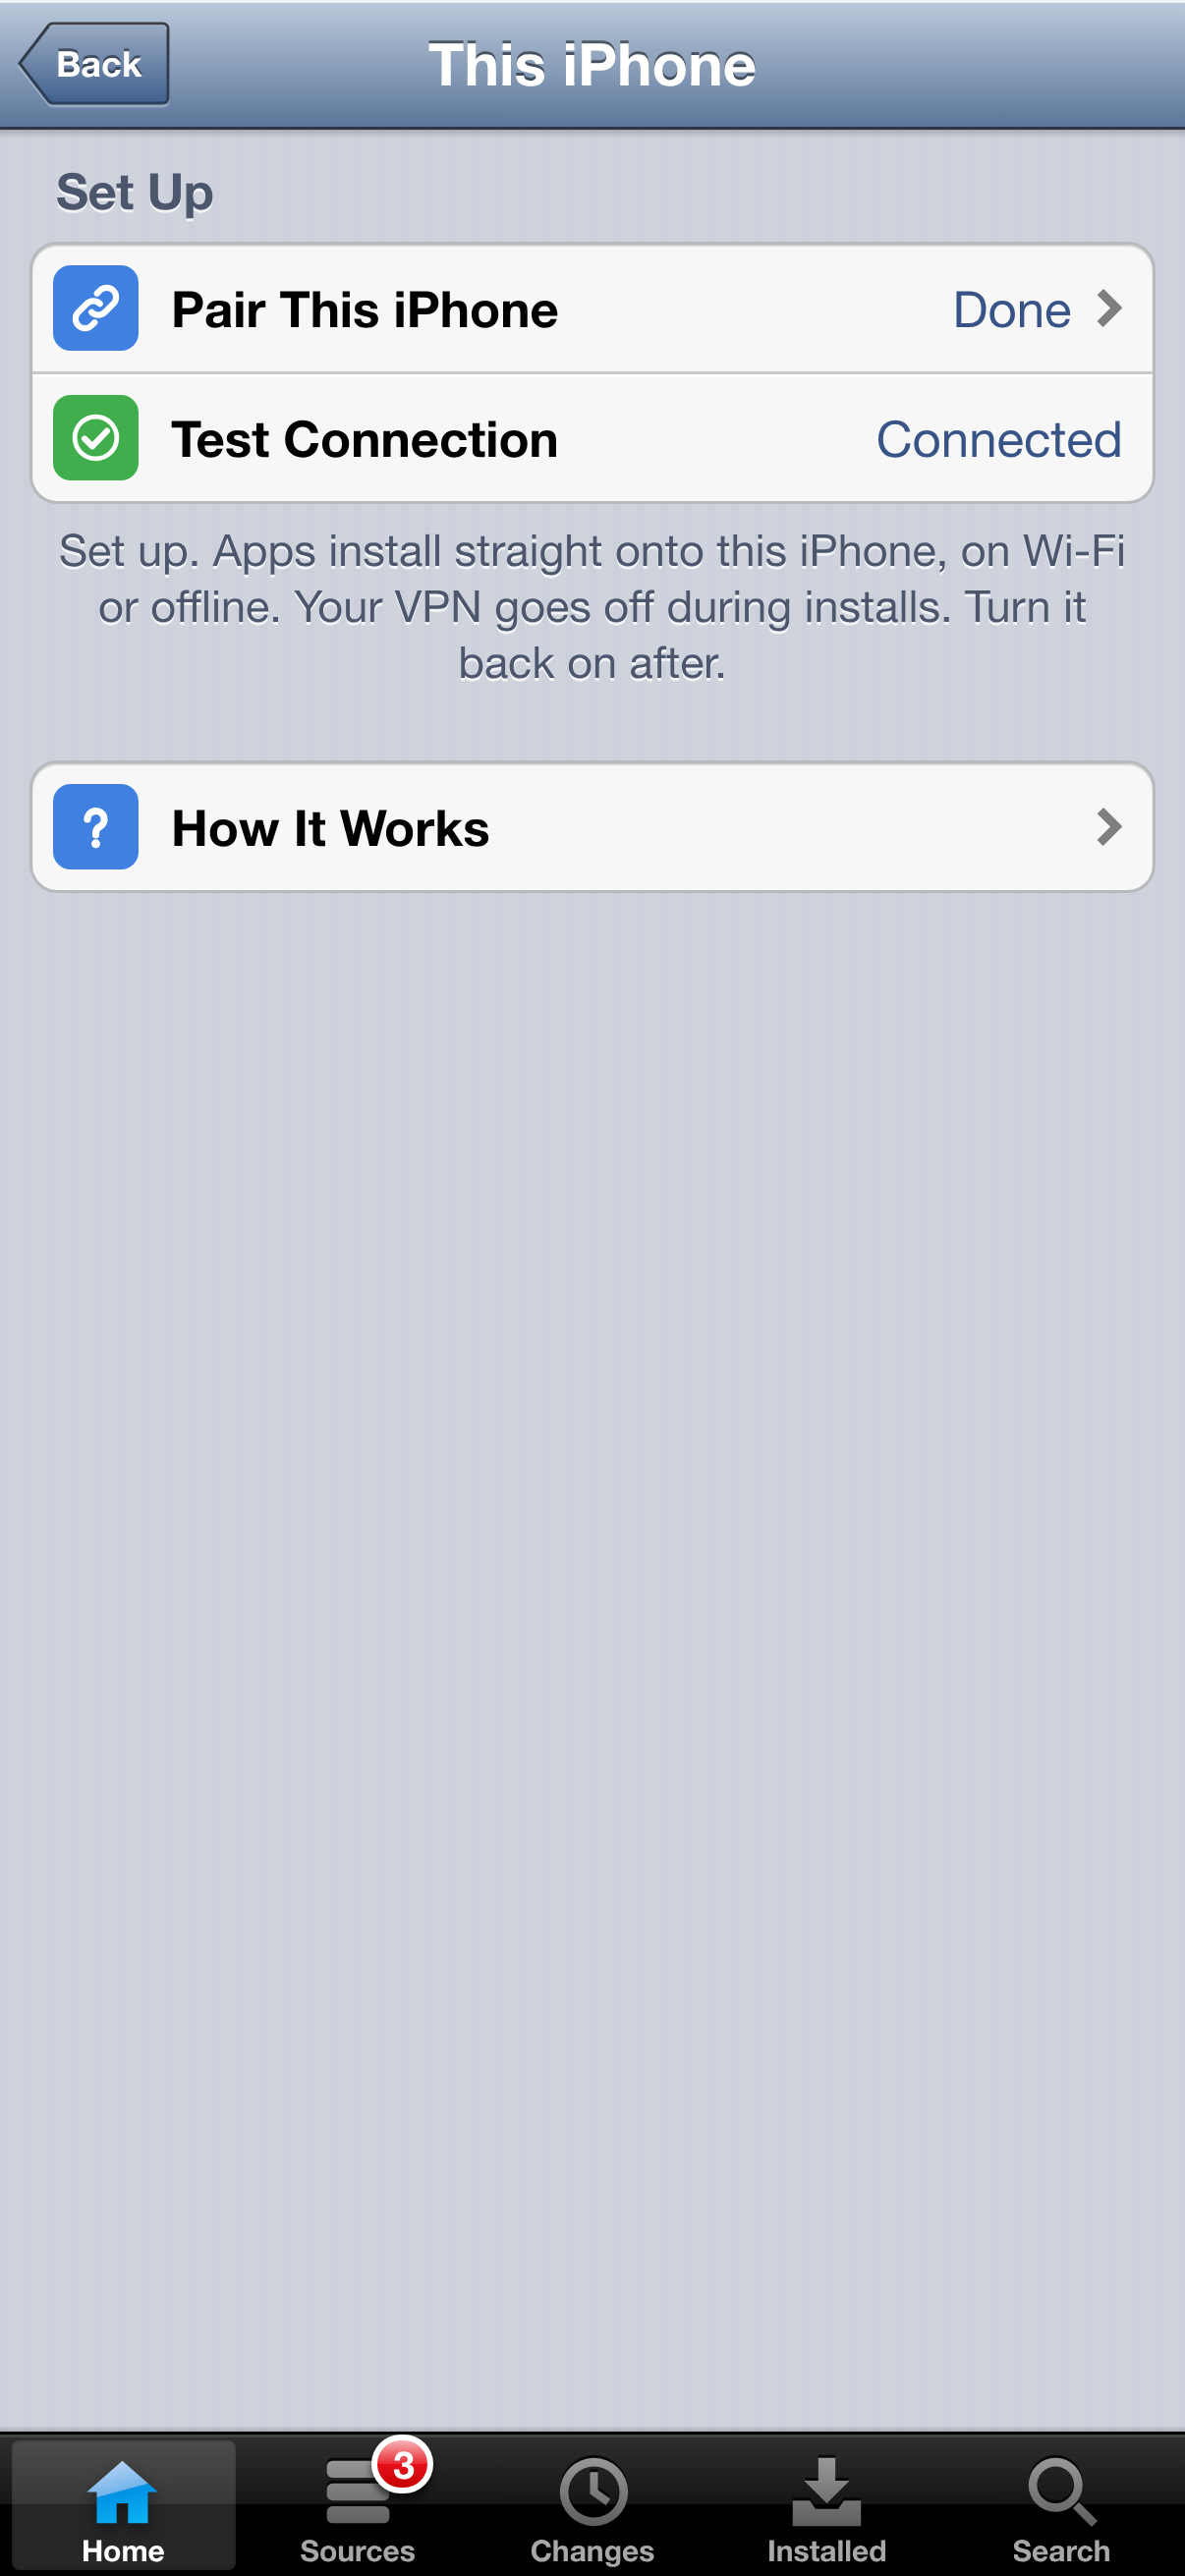 Back
This iPhone
Set Up
Pair This iPhone
Done
Test Connection
Connected
Set up. Apps install straight onto this iPhone, on Wi-Fi
or offline. Your VPN goes off during installs. Turn it
back on after.
?
How It Works
3
Home
Sources
Changes
Installed
Search